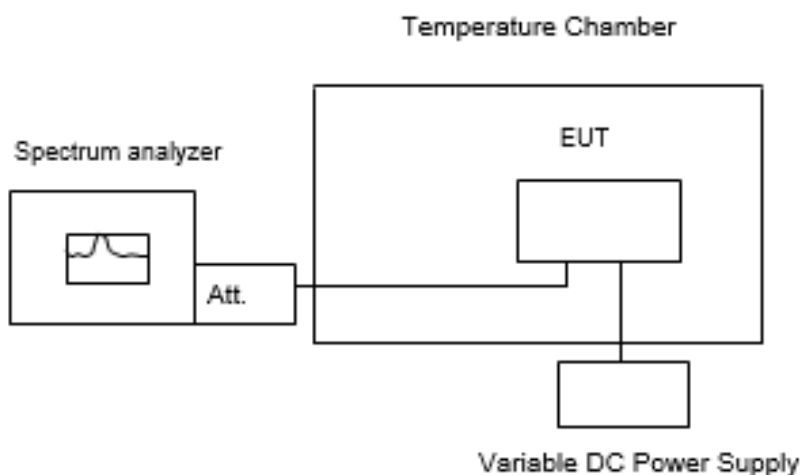 Temperature Chamber
EUT
Spectrum analyzer
Att.
Variable DC Power Supply